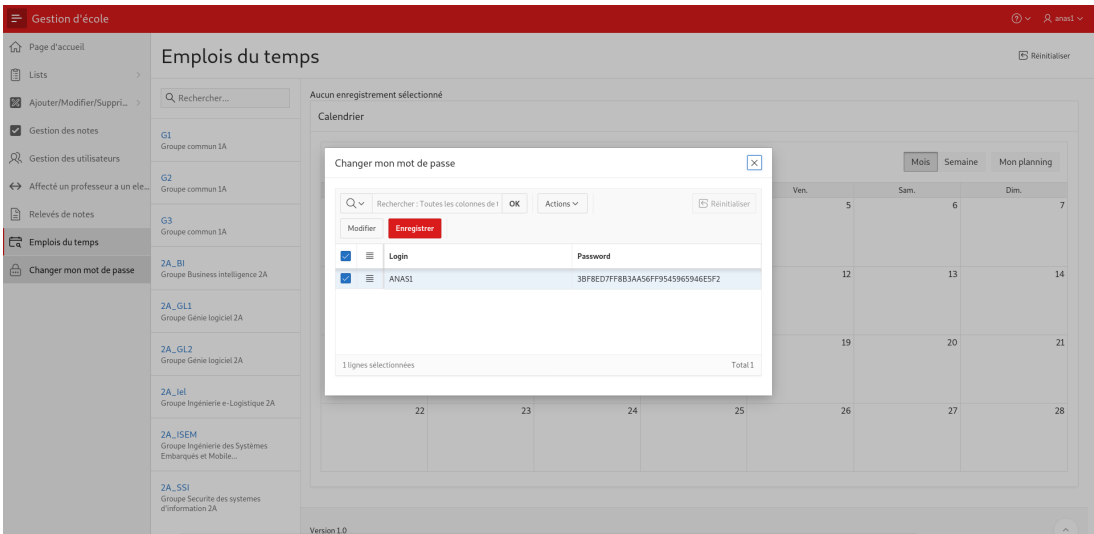 Gestion d'école
anas1
Page d'accueil
Lists
Ajouter/Modifier/Suppri...
Gestion des notes
Gestion des utilisateurs
Affecté un professeur a un ele...
Relevés de notes
Emplois du temps
Changer mon mot de passe
Emplois du temps
Réinitialiser
Rechercher...
G1
Groupe commun 1A
G2
Groupe commun 1A
G3
Groupe commun 1A
2A_BI
Groupe Business intelligence 2A
2A_GL1
Groupe Génie logiciel 2A
2A_GL2
Groupe Génie logiciel 2A
2A_Iel
Groupe Ingénierie e-Logistique 2A
2A_ISEM
Groupe Ingénierie des Systèmes
Embarqués et Mobile...
2A_SSI
Groupe Securite des systemes
d'information 2A
Aucun enregistrement sélectionné
Calendrier
Mois Semaine Mon planning
Ven. Sam. Dim.
5 6 7
12 13 14
19 20 21
22 23 24 25 26 27 28
Changer mon mot de passe
Rechercher : Toutes les colonnes de t OK Actions Réinitialiser
Modifier Enregistrer
Login Password
ANAS1 3BF8ED7FF8B3AA56FF9545965946E5F2
1 lignes sélectionnées Total 1
Version 1.0